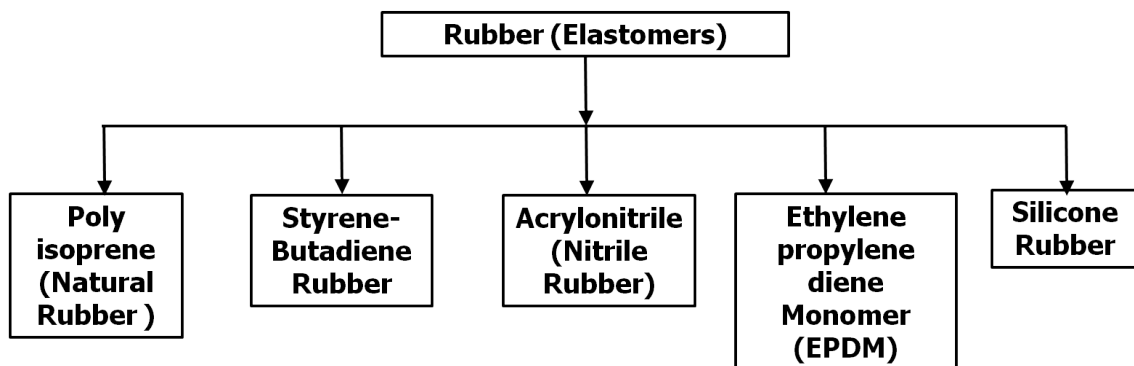 Rubber (Elastomers)
Poly
isoprene
(Natural
Rubber )
Styrene-
Butadiene
Rubber
Acrylonitrile
(Nitrile
Rubber)
Ethylene
propylene
diene
Monomer
(EPDM)
Silicone
Rubber